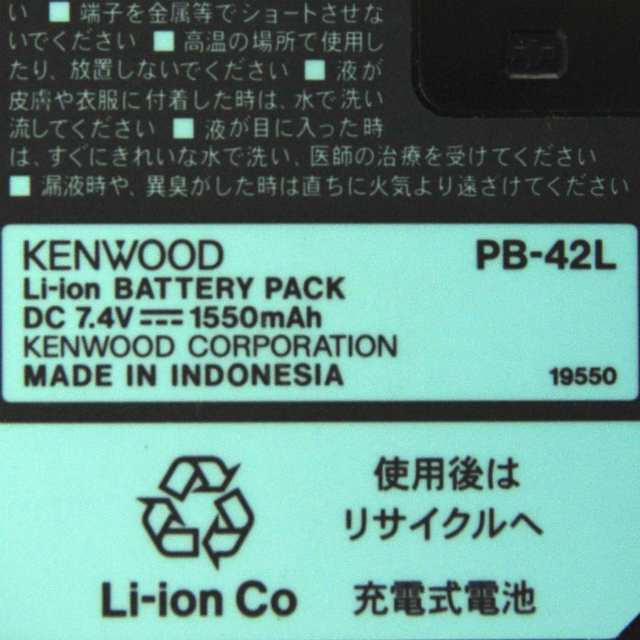 い ■ 端子を金属等でショートさせな
いでください ■ 高温の場所で使用し
たり、放置しないでください ■ 液が
皮膚や衣服に付着した時は、水で洗い
流してください ■ 液が目に入った時
は、すぐにきれいな水で洗い、医師の治療を受けてください
■ 漏液時や、異臭がした時は直ちに火気より遠ざけてください
KENWOOD PB-42L
Li-ion BATTERY PACK
DC 7.4V ⎓ 1550mAh
KENWOOD CORPORATION
MADE IN INDONESIA 19550
使用後は
リサイクルへ
Li-ion Co 充電式電池